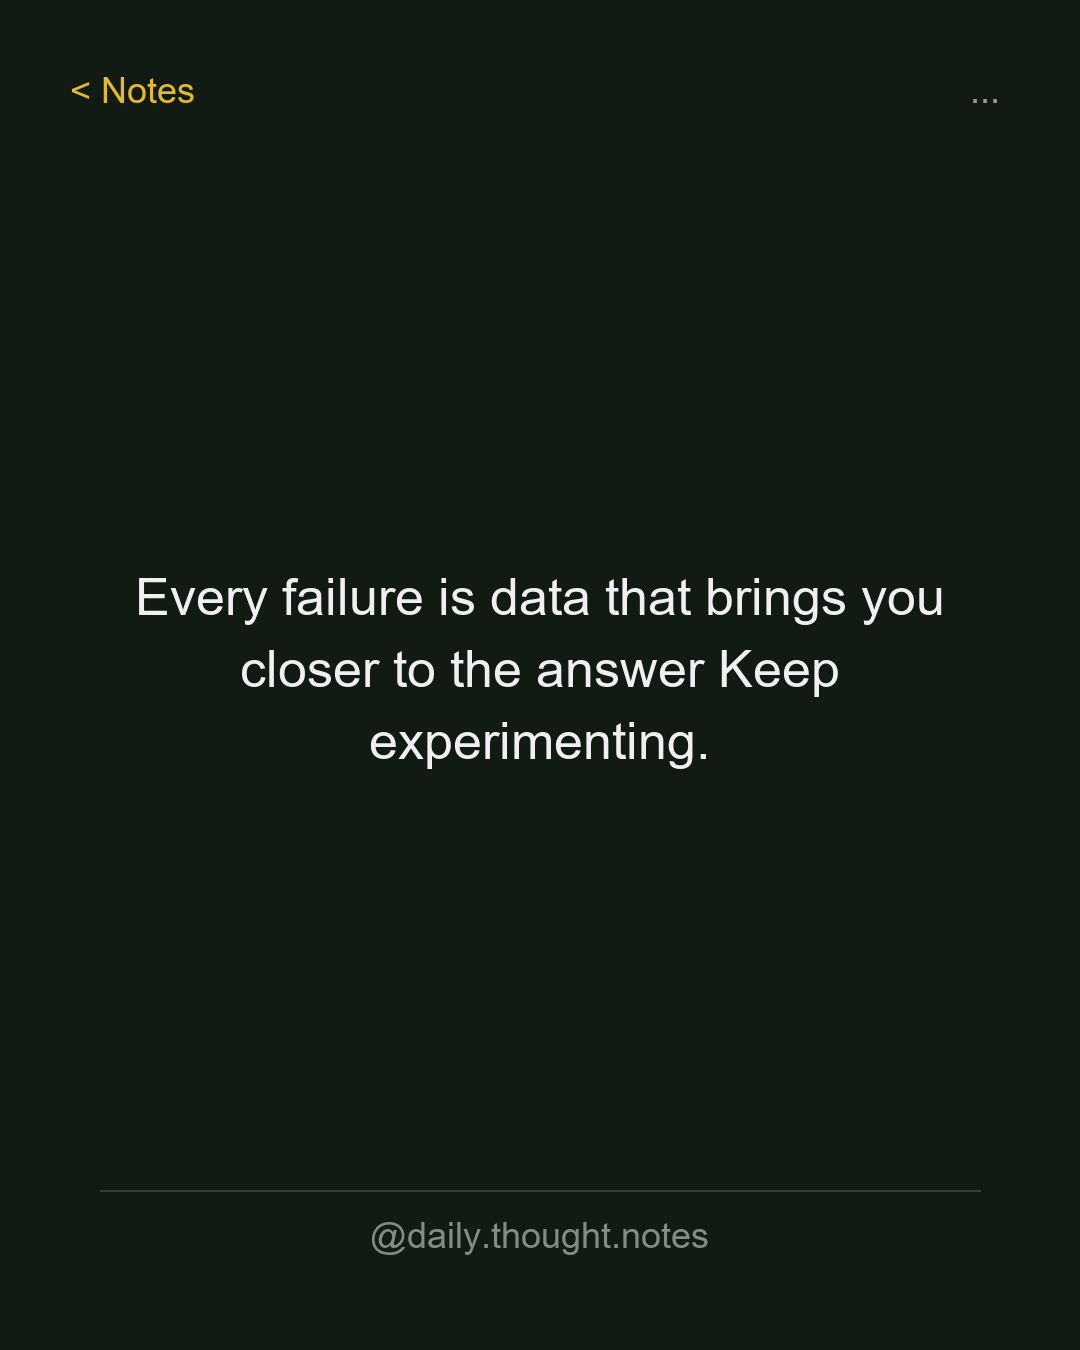 < Notes
...
Every failure is data that brings you
closer to the answer Keep
experimenting.
@daily.thought.notes